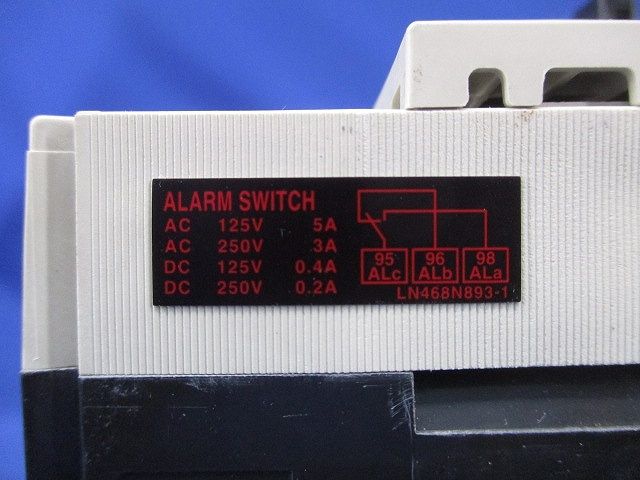 ALARM SWITCH
AC 125V 5A
AC 250V 3A
DC 125V 0.4A
DC 250V 0.2A
95 96 98
ALc ALb ALa
LN468N893-1